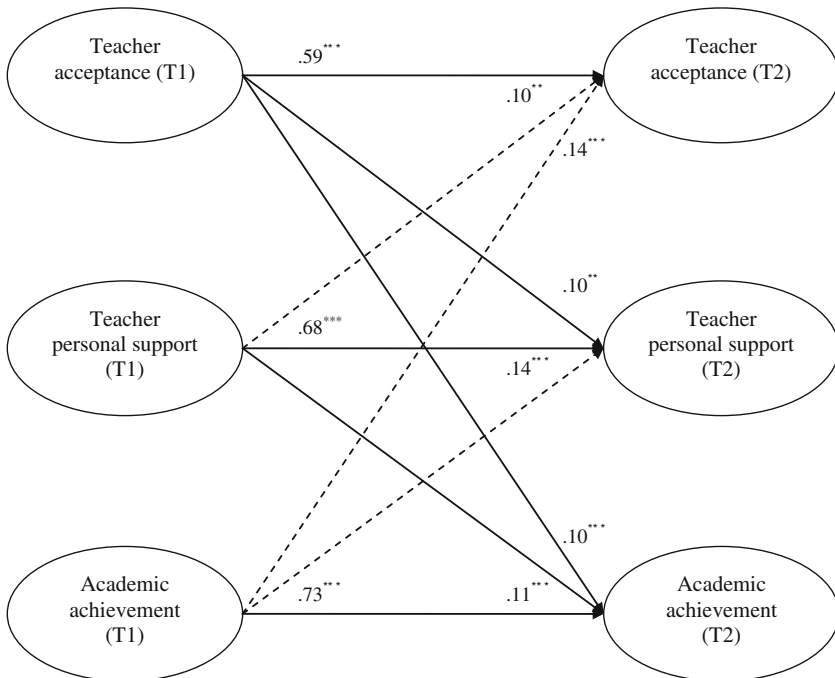 Teacher
acceptance (T1)
.59***
Teacher
acceptance (T2)
.10**
.14***
Teacher
personal support
(T1)
.68***
.10**
Teacher
personal support
(T2)
.14***
.10***
Academic
achievement
(T1)
.73***
.11***
Academic
achievement
(T2)